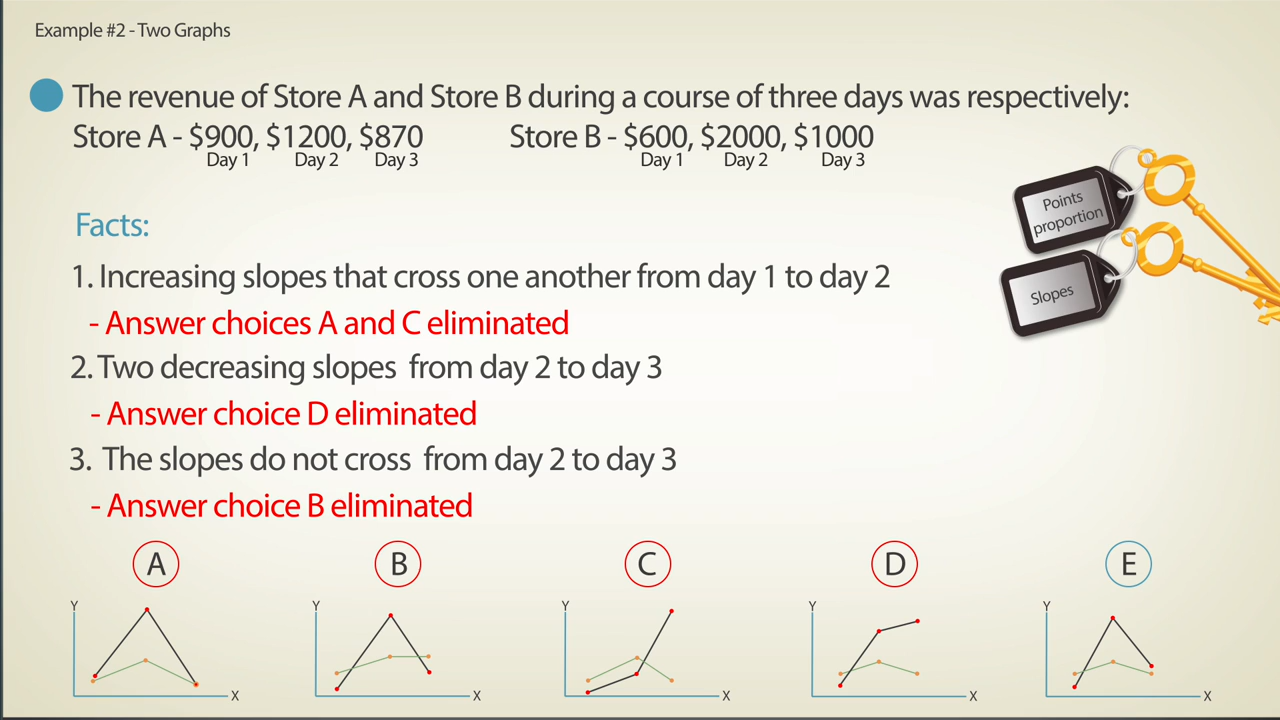 Example #2 - Two Graphs
The revenue of Store A and Store B during a course of three days was respectively:
Store A - $900, $1200, $870 Store B - $600, $2000, $1000
Day 1 Day 2 Day 3 Day 1 Day 2 Day 3
Points
proportion
Slopes
Facts:
1. Increasing slopes that cross one another from day 1 to day 2
- Answer choices A and C eliminated
2. Two decreasing slopes from day 2 to day 3
- Answer choice D eliminated
3. The slopes do not cross from day 2 to day 3
- Answer choice B eliminated
A B C D E
Y Y Y Y Y
X X X X X